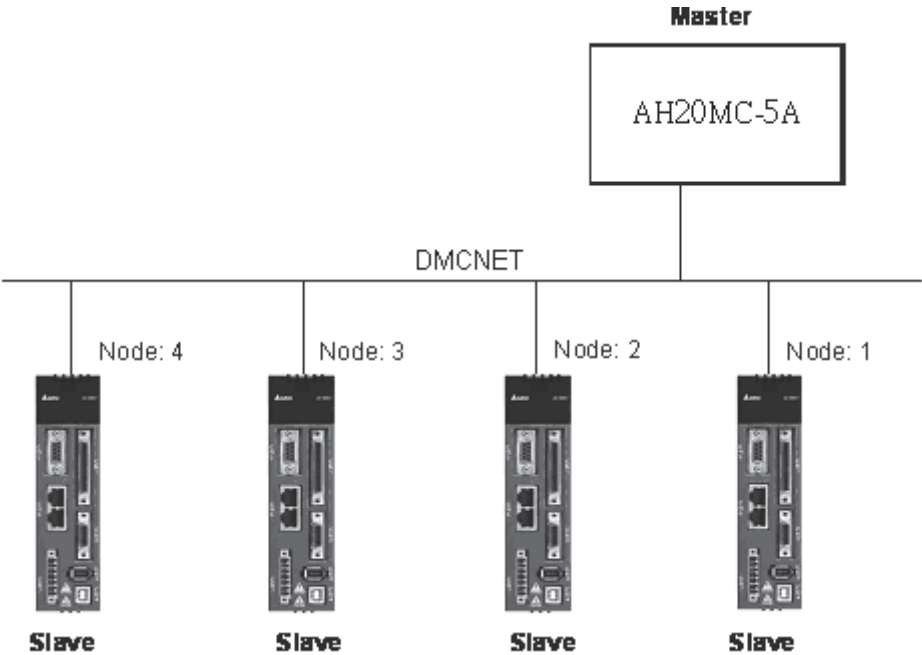 Master
AH20MC-5A
DMCNET
Node: 4
Node: 3
Node: 2
Node: 1
Slave
Slave
Slave
Slave